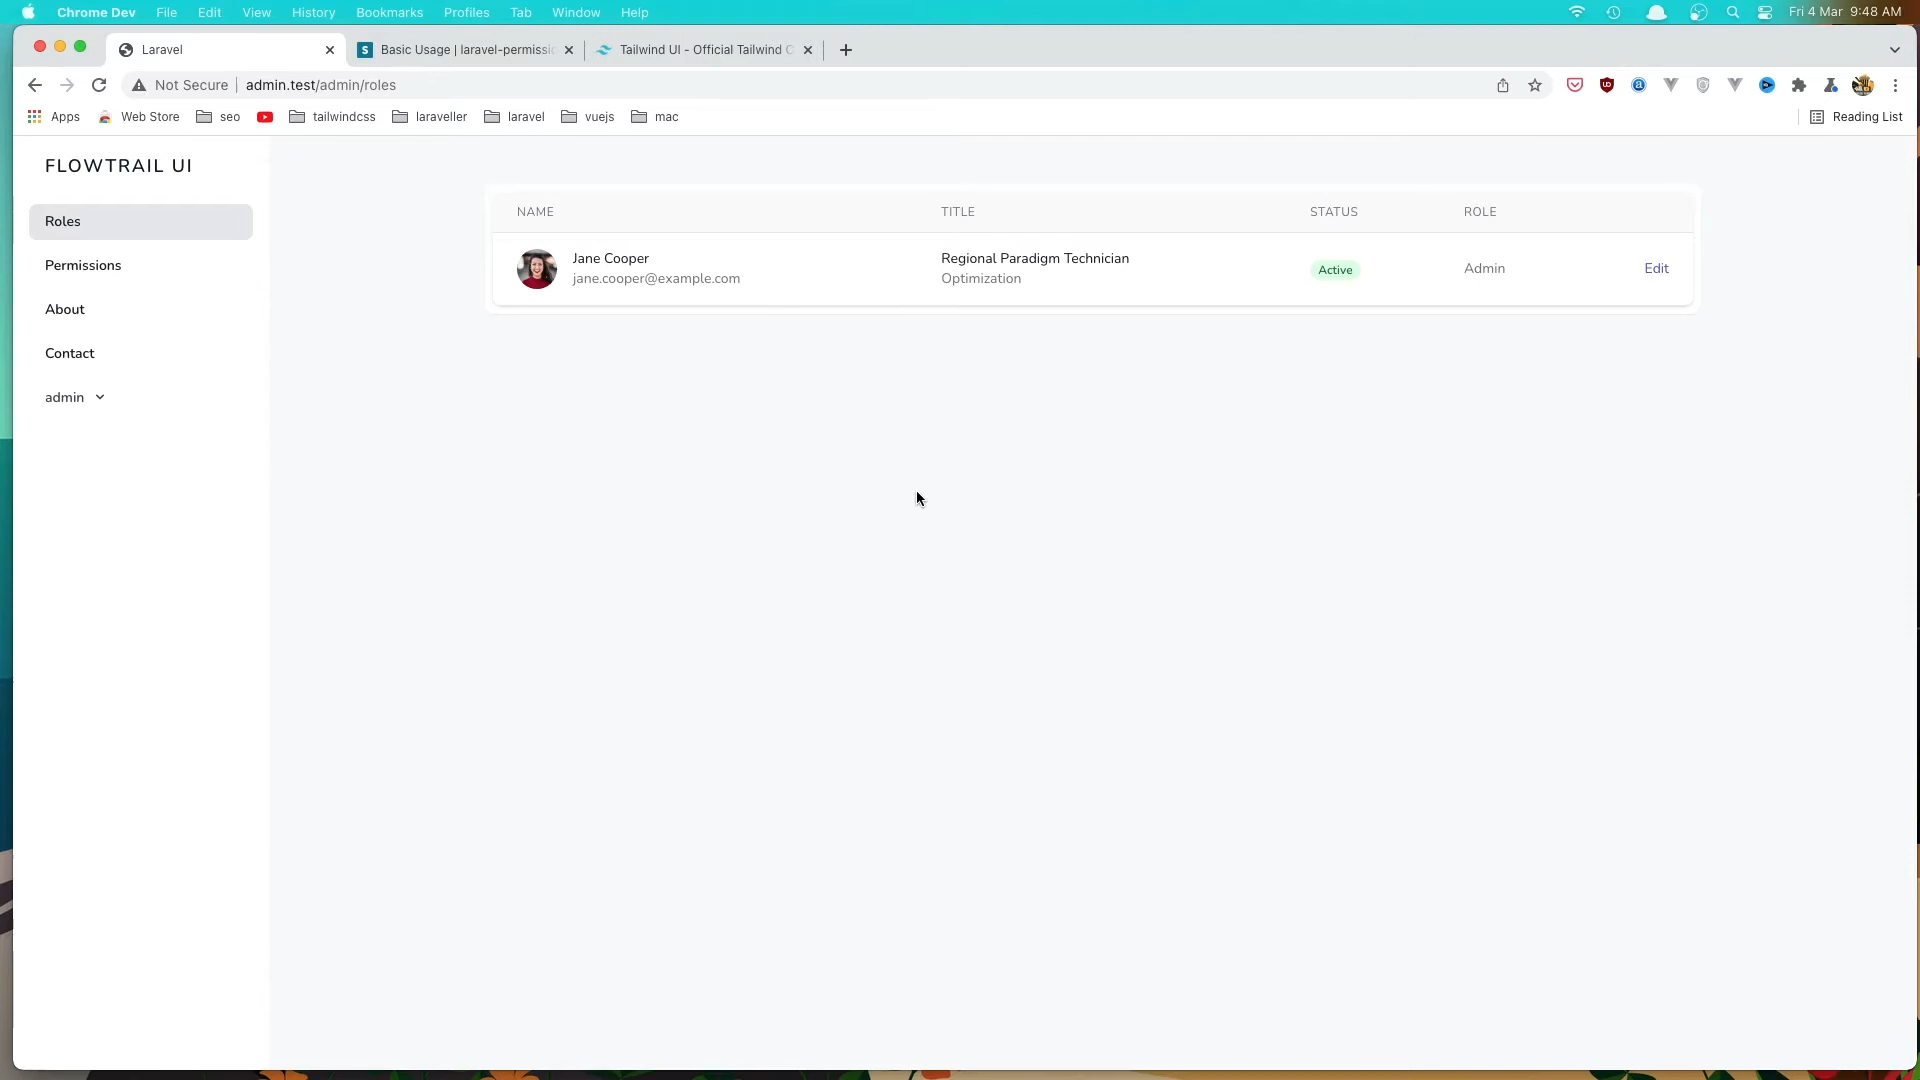 Chrome Dev File Edit View History Bookmarks Profiles Tab Window Help Fri 4 Mar 9:48 AM
Laravel Basic Usage | laravel-permissi Tailwind UI - Official Tailwind C
Not Secure admin.test/admin/roles
Apps Web Store seo tailwindcss laraveller laravel vuejs mac Reading List
FLOWTRAIL UI
Roles
Permissions
About
Contact
admin
NAME TITLE STATUS ROLE
Jane Cooper Regional Paradigm Technician Active Admin Edit
jane.cooper@example.com Optimization